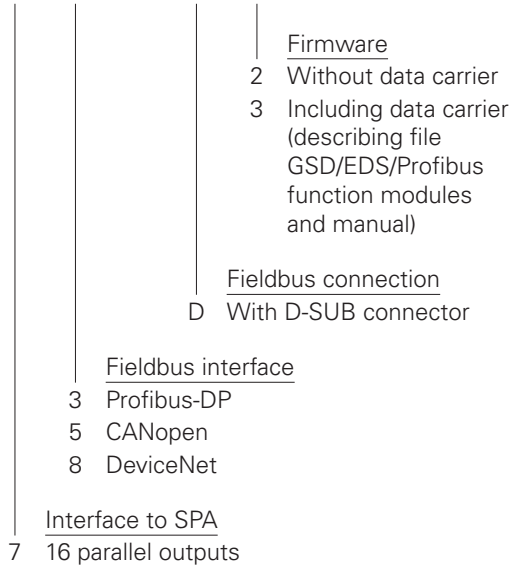 Firmware
2 Without data carrier
3 Including data carrier
(describing file
GSD/EDS/Profibus
function modules
and manual)
Fieldbus connection
D With D-SUB connector
Fieldbus interface
3 Profibus-DP
5 CANopen
8 DeviceNet
Interface to SPA
7 16 parallel outputs